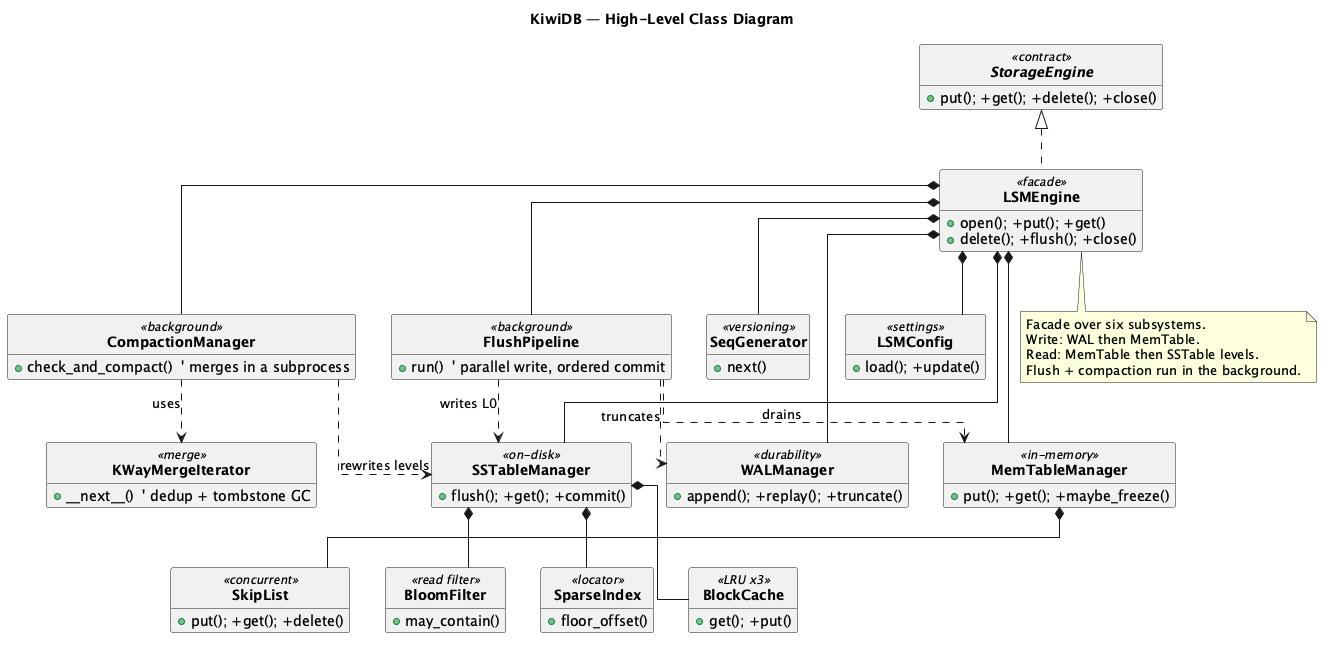 KiwiDB — High-Level Class Diagram
«contract»
StorageEngine
put(); +get(); +delete(); +close()
«facade»
LSMEngine
open(); +put(); +get()
delete(); +flush(); +close()
Facade over six subsystems.
Write: WAL then MemTable.
Read: MemTable then SSTable levels.
Flush + compaction run in the background.
«background»
CompactionManager
check_and_compact()  ' merges in a subprocess
«background»
FlushPipeline
run()  ' parallel write, ordered commit
«versioning»
SeqGenerator
next()
«settings»
LSMConfig
load(); +update()
uses
rewrites levels
writes L0
truncates
drains
«merge»
KWayMergeIterator
__next__()  ' dedup + tombstone GC
«on-disk»
SSTableManager
flush(); +get(); +commit()
«durability»
WALManager
append(); +replay(); +truncate()
«in-memory»
MemTableManager
put(); +get(); +maybe_freeze()
«concurrent»
SkipList
put(); +get(); +delete()
«read filter»
BloomFilter
may_contain()
«locator»
SparseIndex
floor_offset()
«LRU x3»
BlockCache
get(); +put()